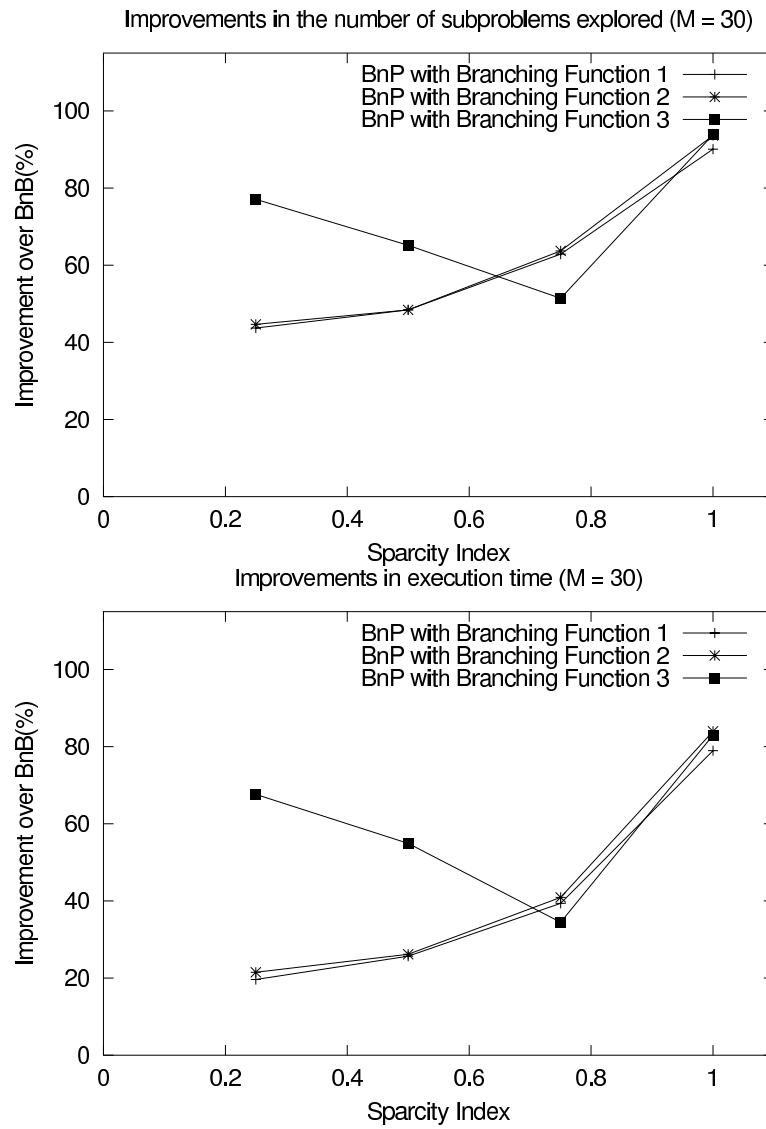 Improvements in the number of subproblems explored (M = 30)
BnP with Branching Function 1
BnP with Branching Function 2
BnP with Branching Function 3
Improvement over BnB(%)
100
80
60
40
20
0
0 0.2 0.4 0.6 0.8 1
Sparcity Index
Improvements in execution time (M = 30)
BnP with Branching Function 1
BnP with Branching Function 2
BnP with Branching Function 3
Improvement over BnB(%)
100
80
60
40
20
0
0 0.2 0.4 0.6 0.8 1
Sparcity Index